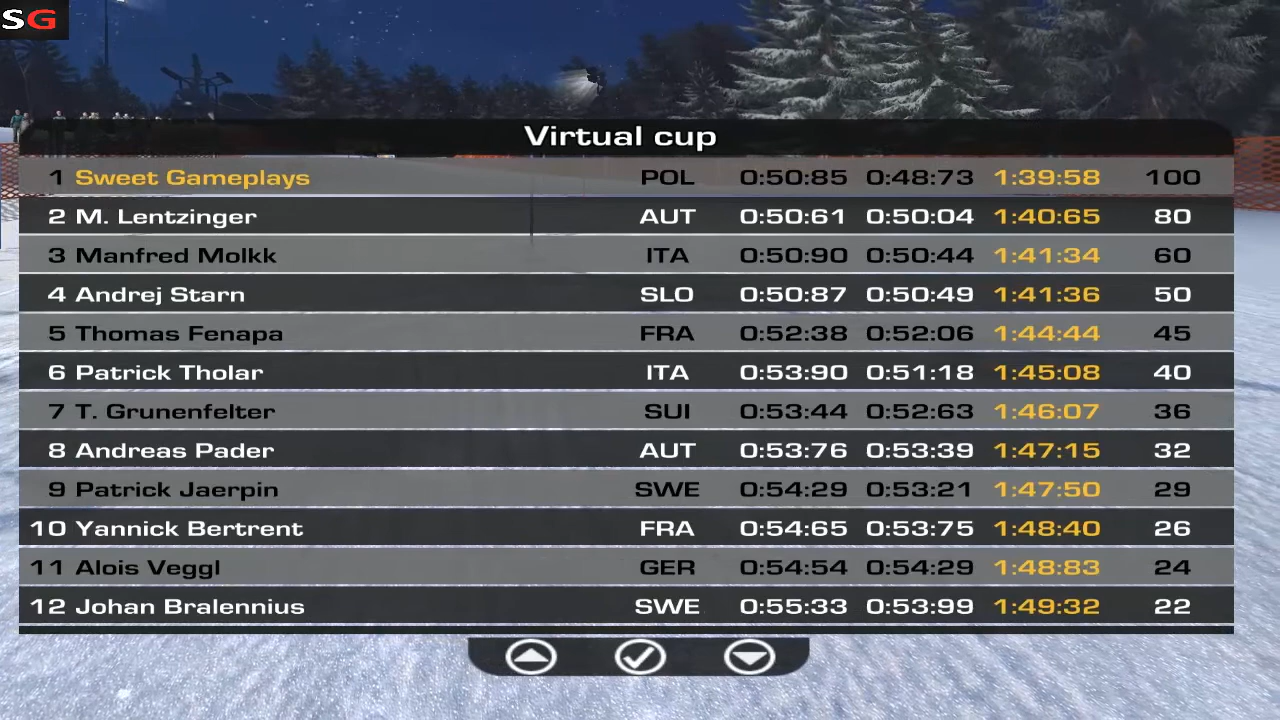 SG
Virtual cup
1 Sweet Gameplays POL 0:50:85 0:48:73 1:39:58 100
2 M. Lentzinger AUT 0:50:61 0:50:04 1:40:65 80
3 Manfred Molkk ITA 0:50:90 0:50:44 1:41:34 60
4 Andrej Starn SLO 0:50:87 0:50:49 1:41:36 50
5 Thomas Fenapa FRA 0:52:38 0:52:06 1:44:44 45
6 Patrick Tholar ITA 0:53:90 0:51:18 1:45:08 40
7 T. Grunenfelter SUI 0:53:44 0:52:63 1:46:07 36
8 Andreas Pader AUT 0:53:76 0:53:39 1:47:15 32
9 Patrick Jaerpin SWE 0:54:29 0:53:21 1:47:50 29
10 Yannick Bertrent FRA 0:54:65 0:53:75 1:48:40 26
11 Alois Veggl GER 0:54:54 0:54:29 1:48:83 24
12 Johan Bralennius SWE 0:55:33 0:53:99 1:49:32 22